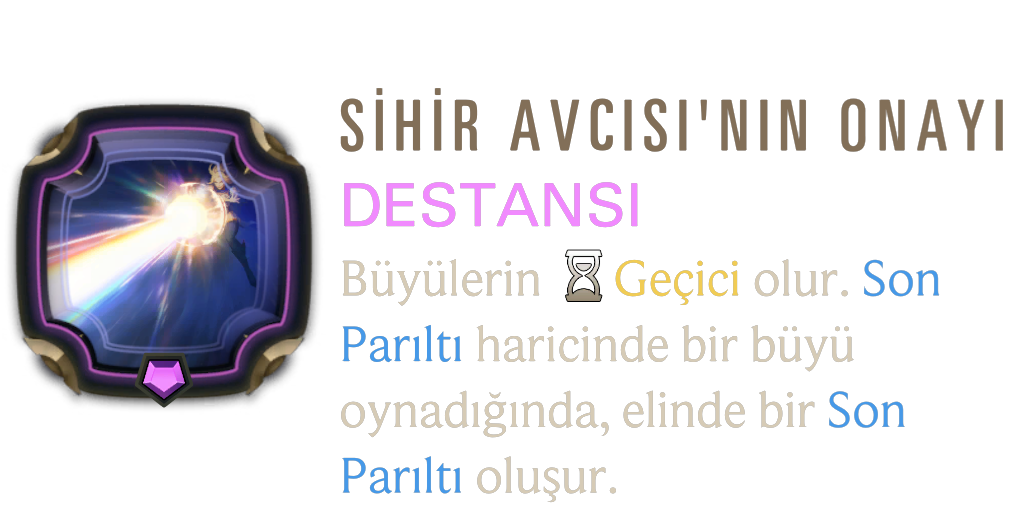 SİHİR AVCISI'NIN ONAYI
DESTANSI
Büyülerin Geçici olur. Son
Parıltı haricinde bir büyü
oynadığında, elinde bir Son
Parıltı oluşur.